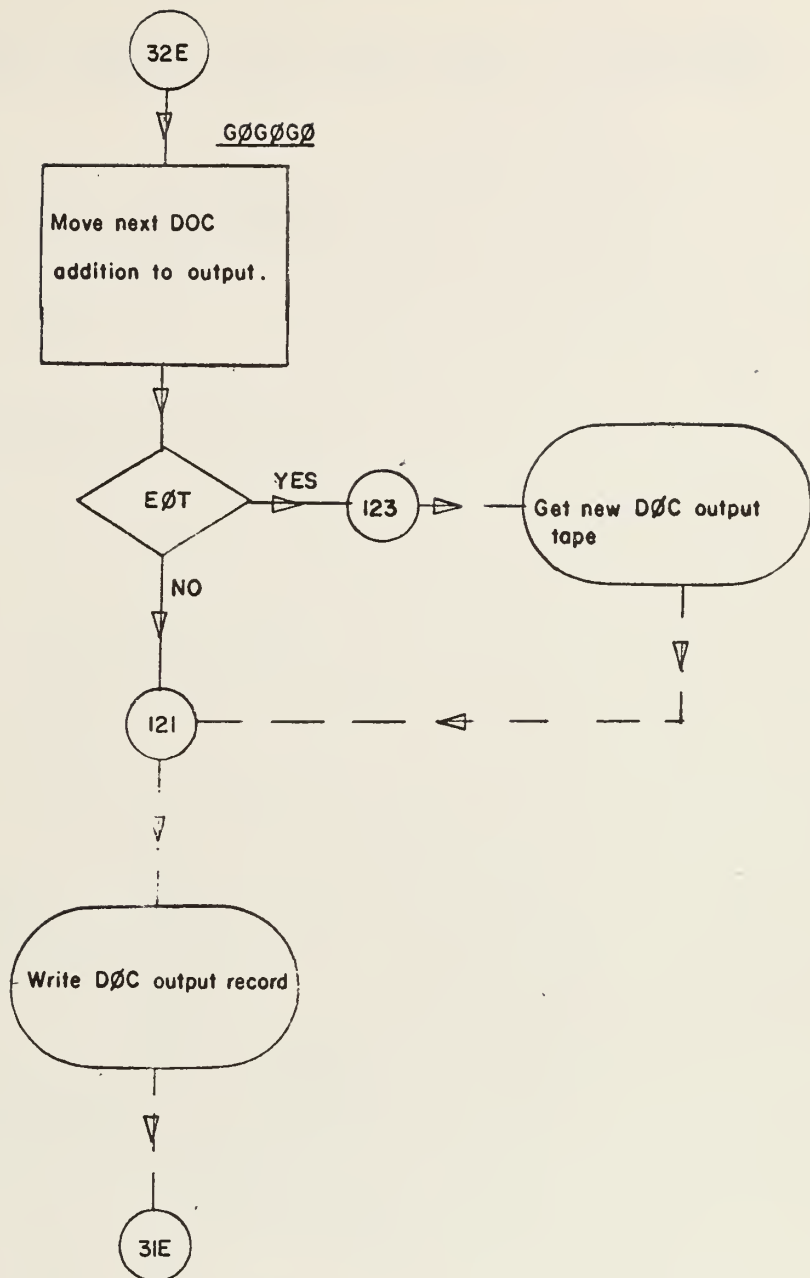 32E
GØGØGØ
Move next DOC
addition to output.
EØT
YES
123
Get new DØC output
tape
NO
121
Write DØC output record
31E